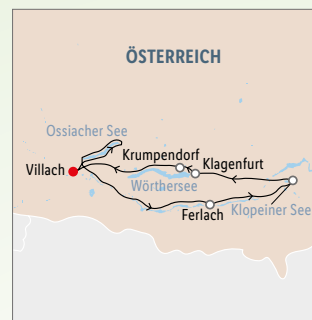 ÖSTERREICH
Ossiacher See
Krumpendorf
Klagenfurt
Villach
Wörthersee
Ferlach
Klopeiner See